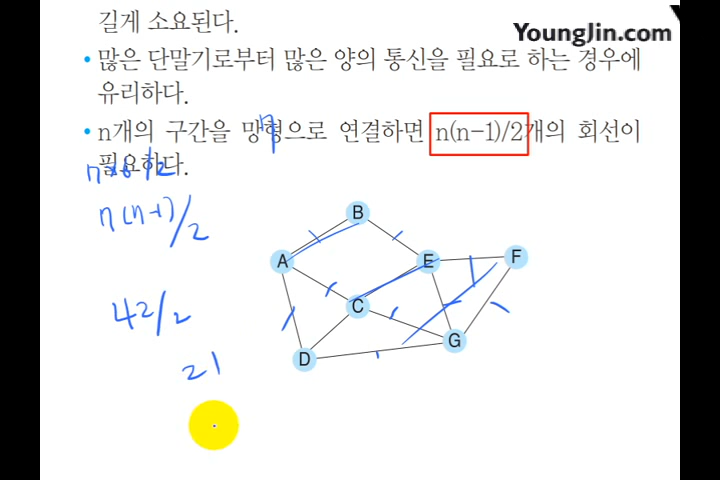 길게 소요된다.
YoungJin.com
• 많은 단말기로부터 많은 양의 통신을 필요로 하는 경우에
유리하다.
• n개의 구간을 망형으로 연결하면 n(n-1)/2개의 회선이
필요하다.
7
7*6/2
n(n-1)/2
B
A
E
F
C
42/2
G
D
21